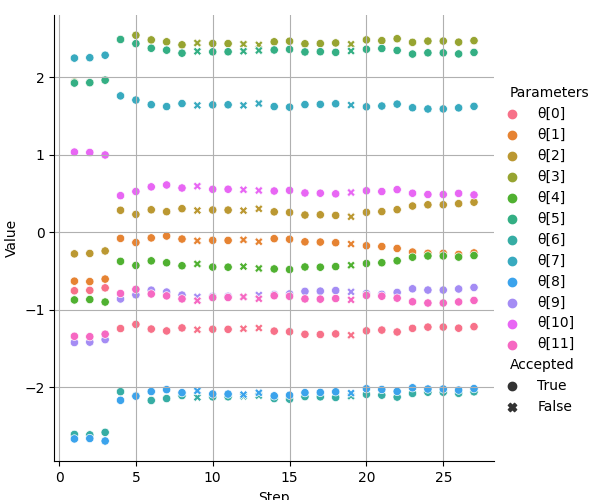 Value
2
1
0
−1
−2
0
5
10
15
20
25
Step
Parameters
θ[0]
θ[1]
θ[2]
θ[3]
θ[4]
θ[5]
θ[6]
θ[7]
θ[8]
θ[9]
θ[10]
θ[11]
Accepted
True
False